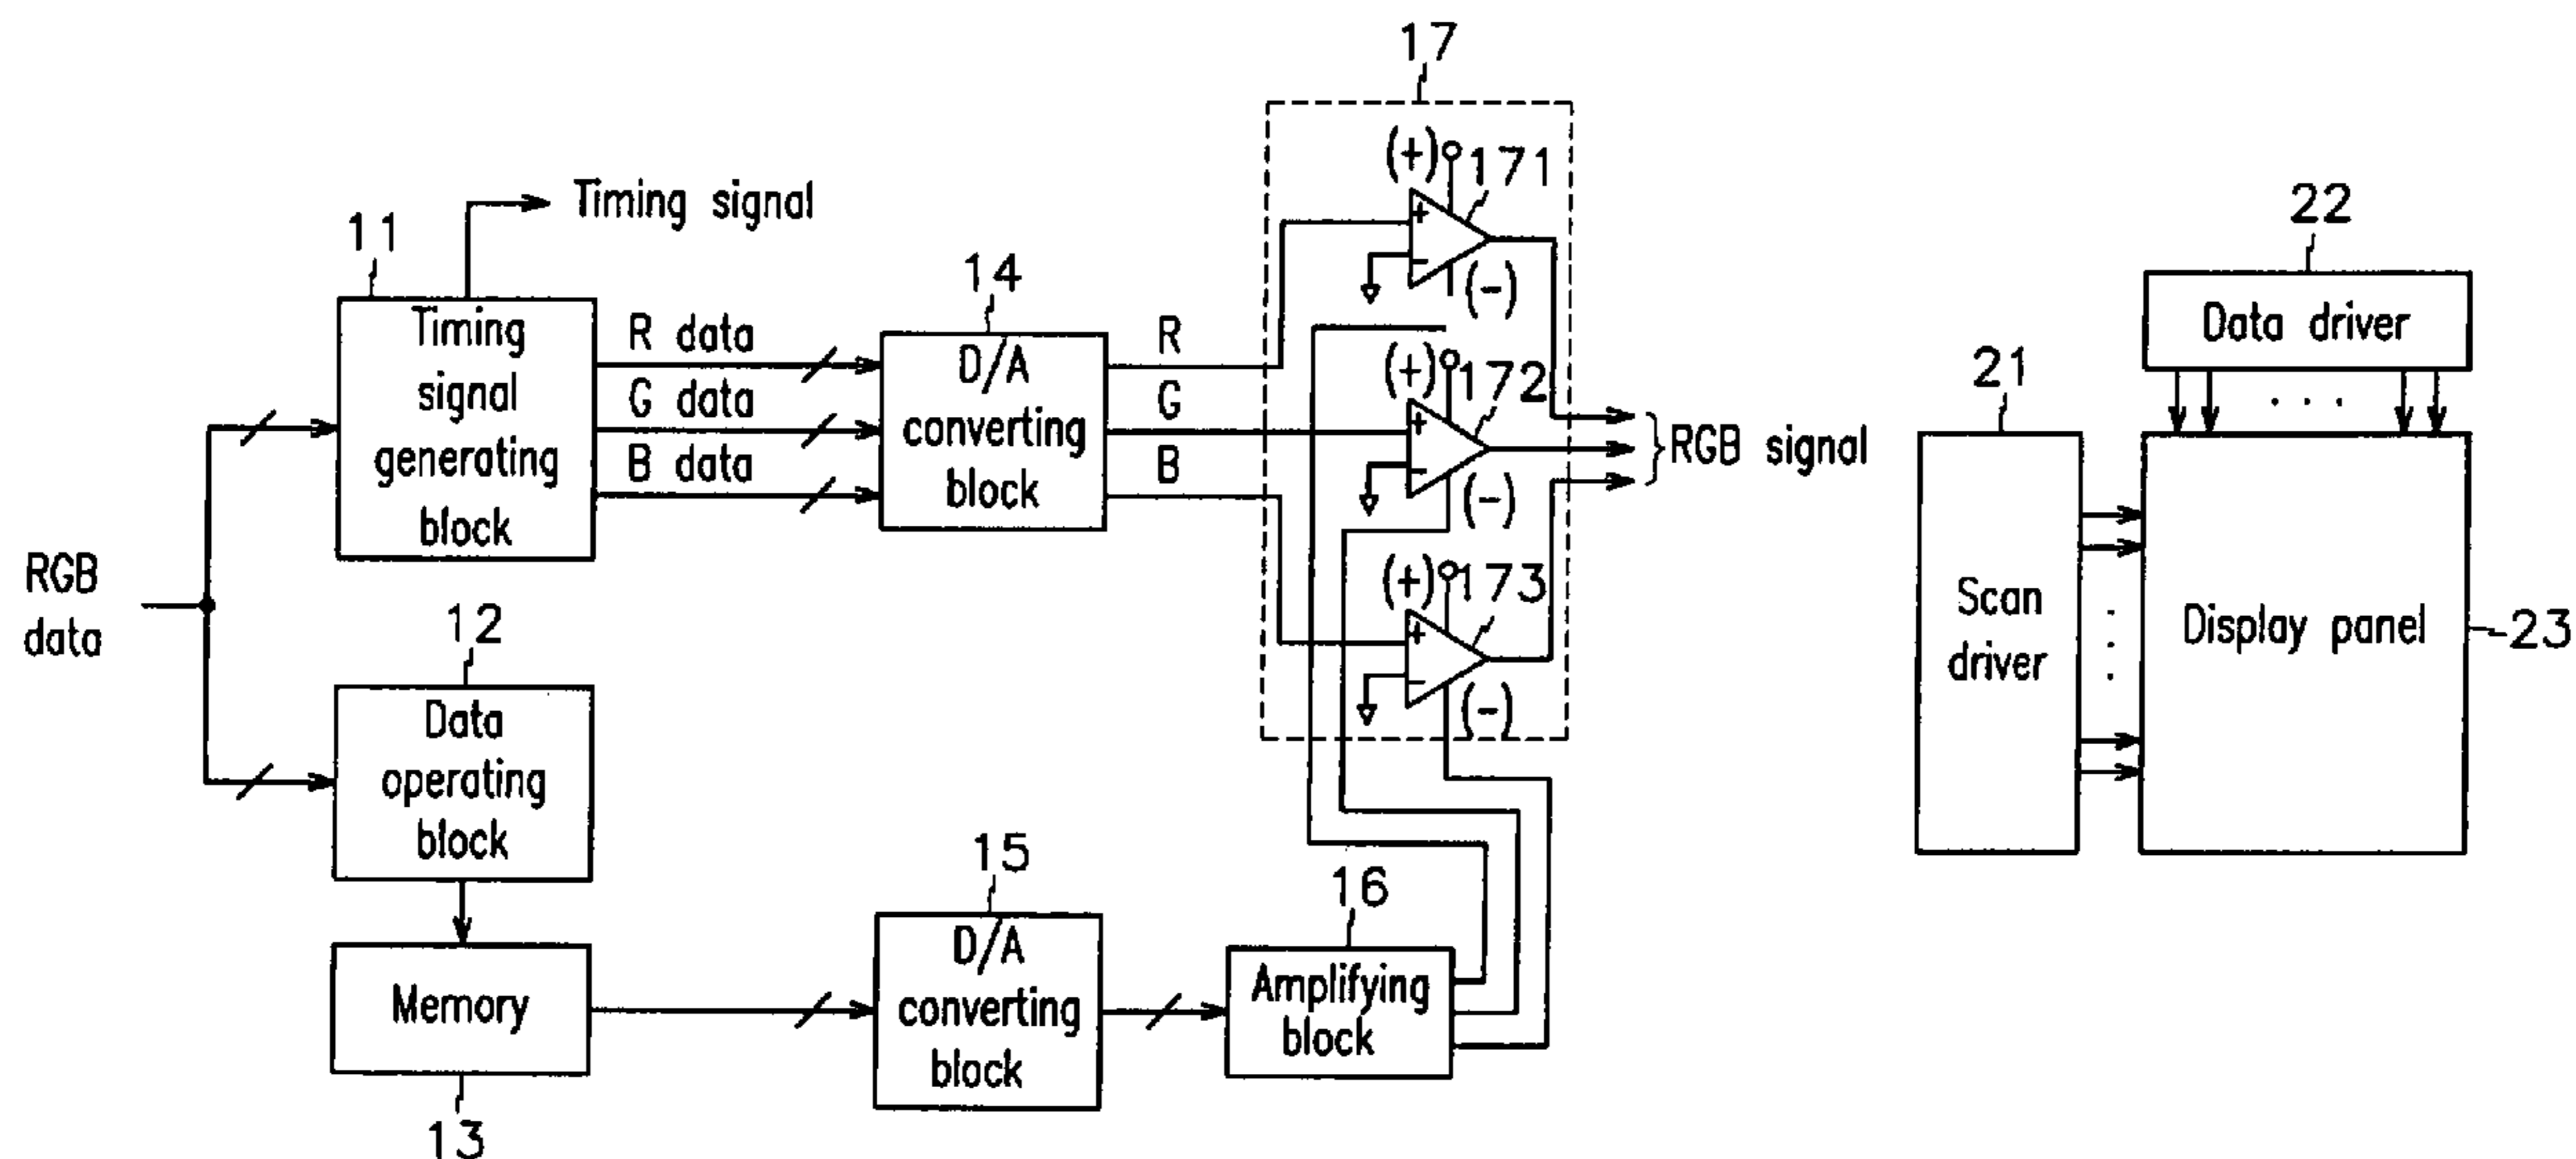 17
(+)
171
+
-
(-)
Timing signal
11
Timing
signal
generating
block
R data
G data
B data
14
D/A
converting
block
R
G
B
(+)
172
+
-
(-)
(+)
173
+
-
(-)
RGB signal
22
Data driver
. . .
21
Scan
driver
Display panel
23
RGB
data
12
Data
operating
block
Memory
13
15
D/A
converting
block
16
Amplifying
block